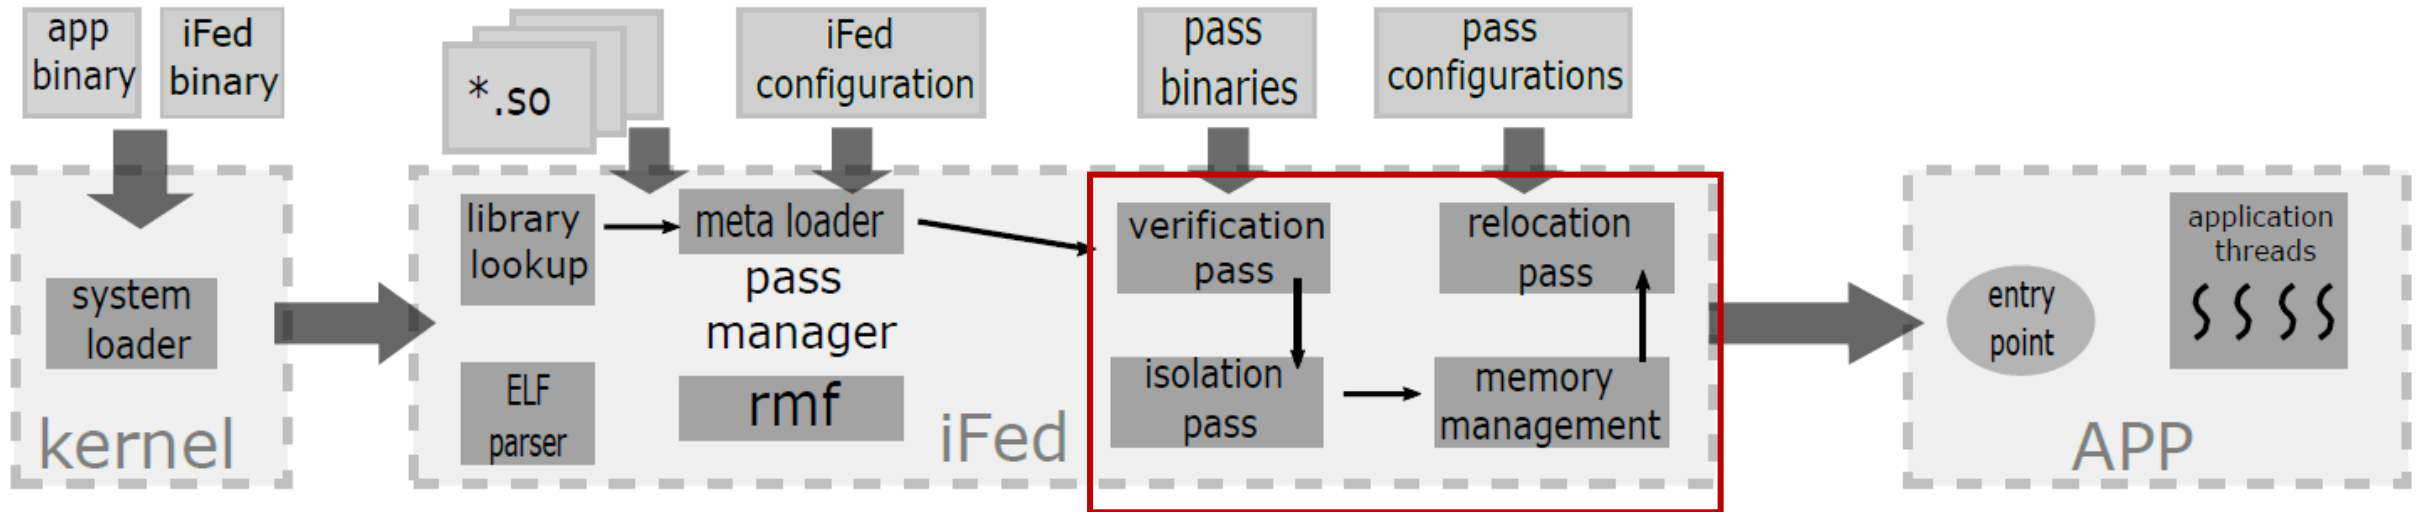 app
binary
iFed
binary
*.so
iFed
configuration
pass
binaries
pass
configurations
system
loader
kernel
library
lookup
meta loader
pass
manager
ELF
parser
rmf
iFed
verification
pass
relocation
pass
isolation
pass
memory
management
entry
point
application
threads
APP